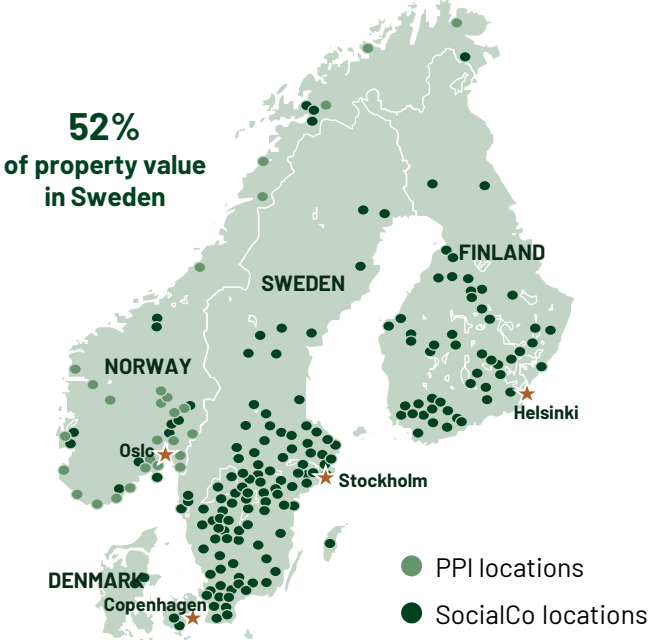 52%
of property value
in Sweden
FINLAND
SWEDEN
NORWAY
Helsinki
Oslo
Stockholm
DENMARK
Copenhagen
PPI locations
SocialCo locations